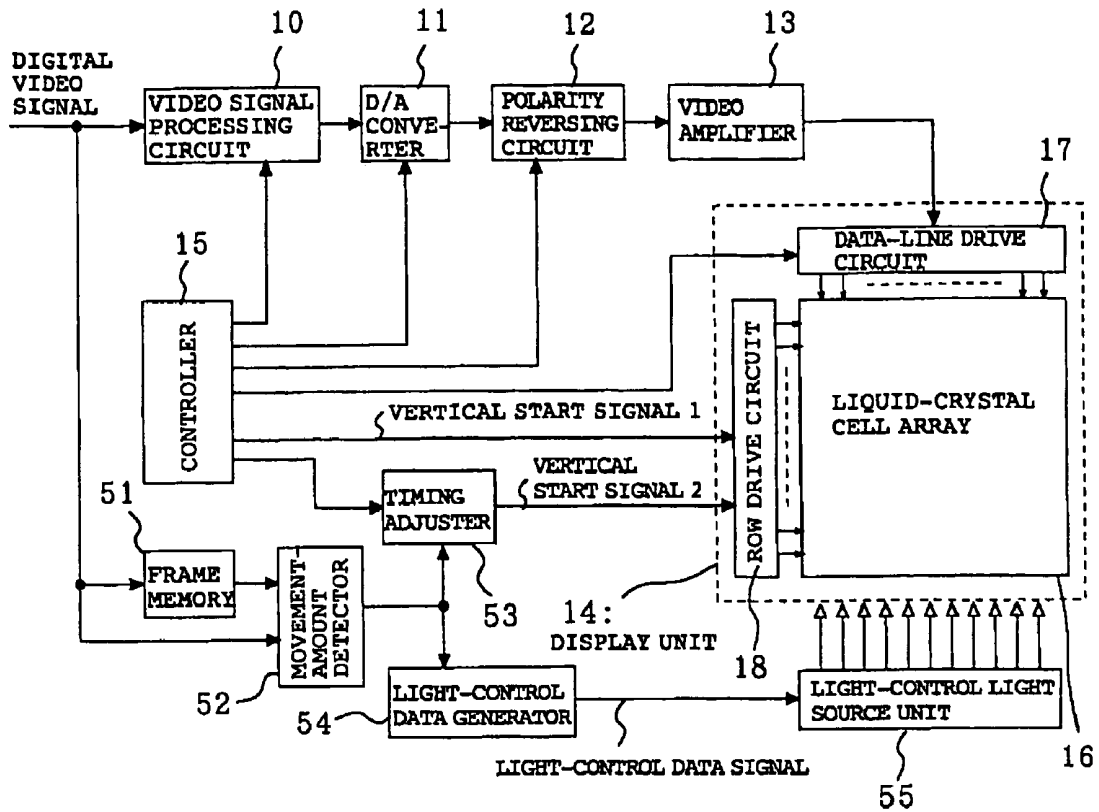 10
11
12
13
DIGITAL
VIDEO
SIGNAL
VIDEO SIGNAL
PROCESSING
CIRCUIT
D/A
CONVE-
RTER
POLARITY
REVERSING
CIRCUIT
VIDEO
AMPLIFIER
17
DATA-LINE DRIVE
CIRCUIT
15
CONTROLLER
ROW DRIVE CIRCUIT
LIQUID-CRYSTAL
CELL ARRAY
VERTICAL START SIGNAL 1
VERTICAL
START SIGNAL 2
TIMING
ADJUSTER
51
FRAME
MEMORY
MOVEMENT-
AMOUNT
DETECTOR
53
14:
DISPLAY UNIT
18
52
54
LIGHT-CONTROL
DATA GENERATOR
LIGHT-CONTROL LIGHT
SOURCE UNIT
16
LIGHT-CONTROL DATA SIGNAL
55